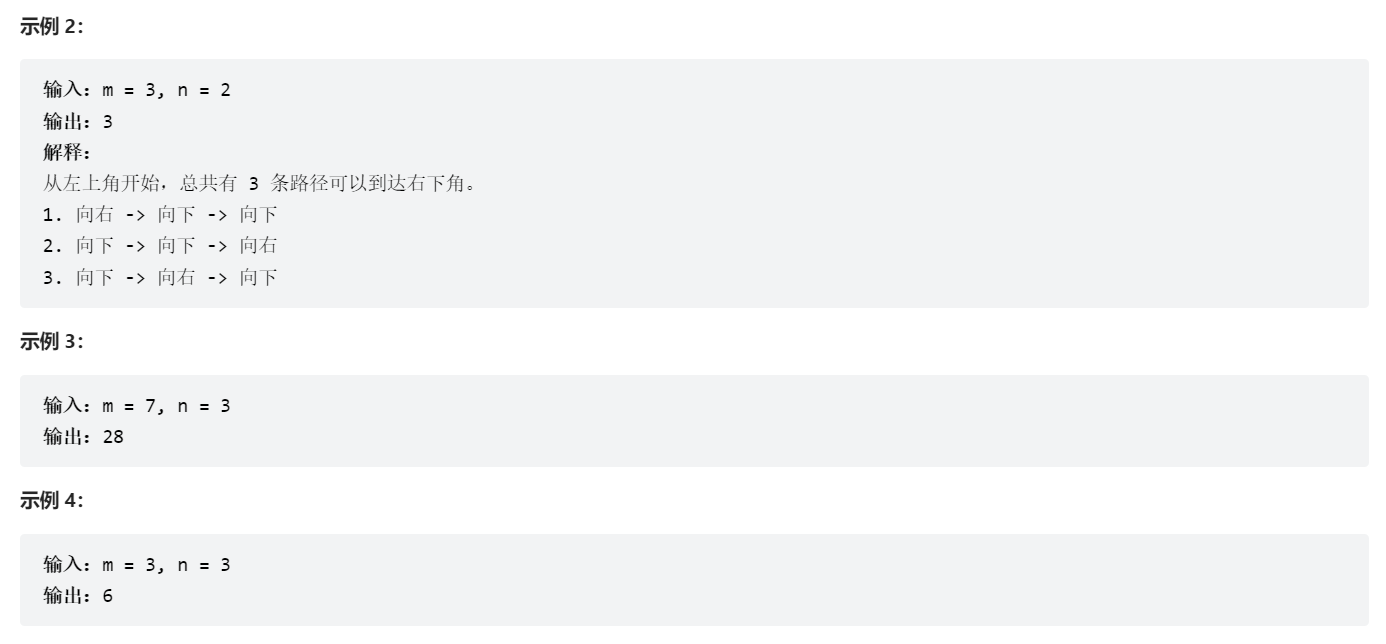 示例 2：
输入：m = 3, n = 2
输出：3
解释：
从左上角开始，总共有 3 条路径可以到达右下角。
1. 向右 -> 向下 -> 向下
2. 向下 -> 向下 -> 向右
3. 向下 -> 向右 -> 向下
示例 3：
输入：m = 7, n = 3
输出：28
示例 4：
输入：m = 3, n = 3
输出：6